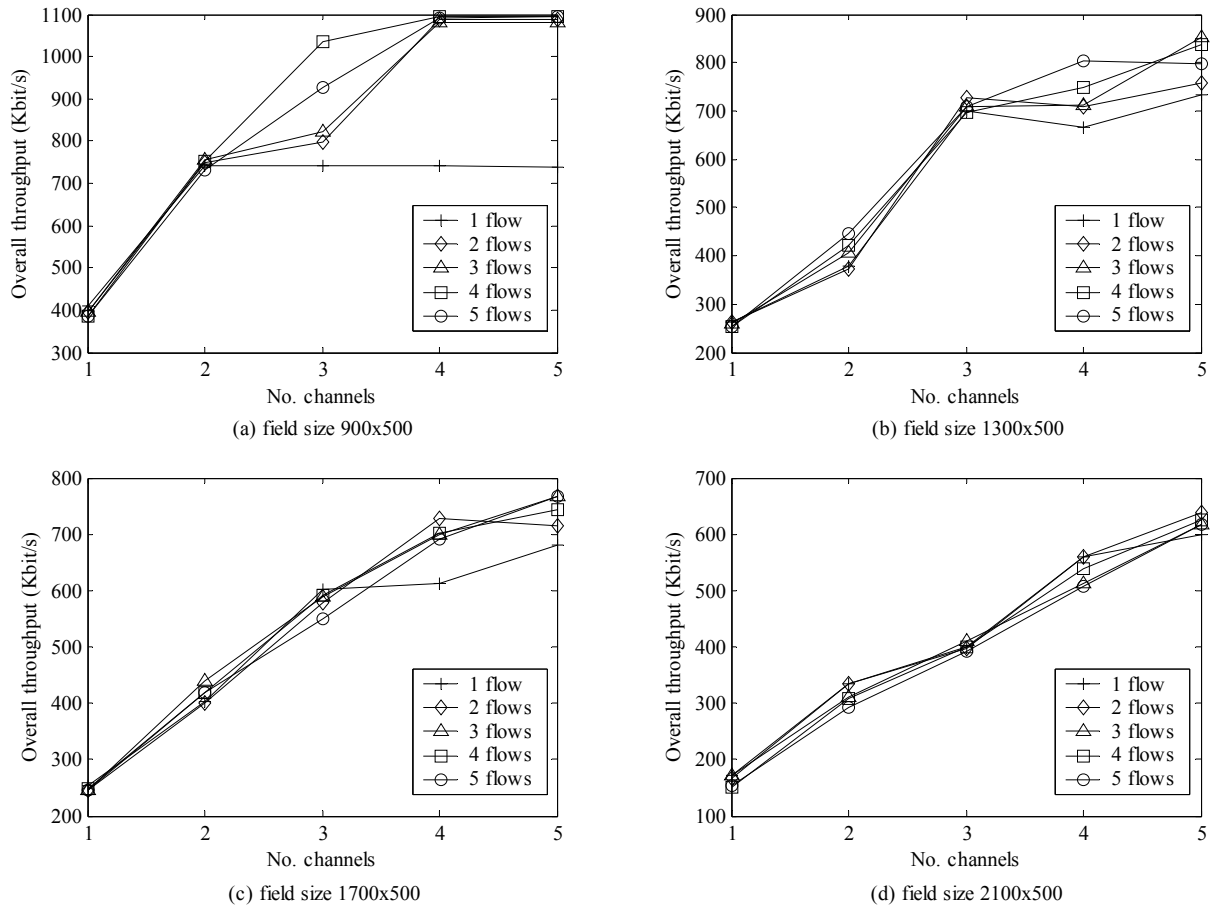 Overall throughput (Kbit/s)
1100
1000
900
800
700
600
500
400
300
1 2 3 4 5
No. channels
1 flow
2 flows
3 flows
4 flows
5 flows
(a) field size 900x500
Overall throughput (Kbit/s)
900
800
700
600
500
400
300
200
1 2 3 4 5
No. channels
1 flow
2 flows
3 flows
4 flows
5 flows
(b) field size 1300x500
Overall throughput (Kbit/s)
800
700
600
500
400
300
200
1 2 3 4 5
No. channels
1 flow
2 flows
3 flows
4 flows
5 flows
(c) field size 1700x500
Overall throughput (Kbit/s)
700
600
500
400
300
200
100
1 2 3 4 5
No. channels
1 flow
2 flows
3 flows
4 flows
5 flows
(d) field size 2100x500